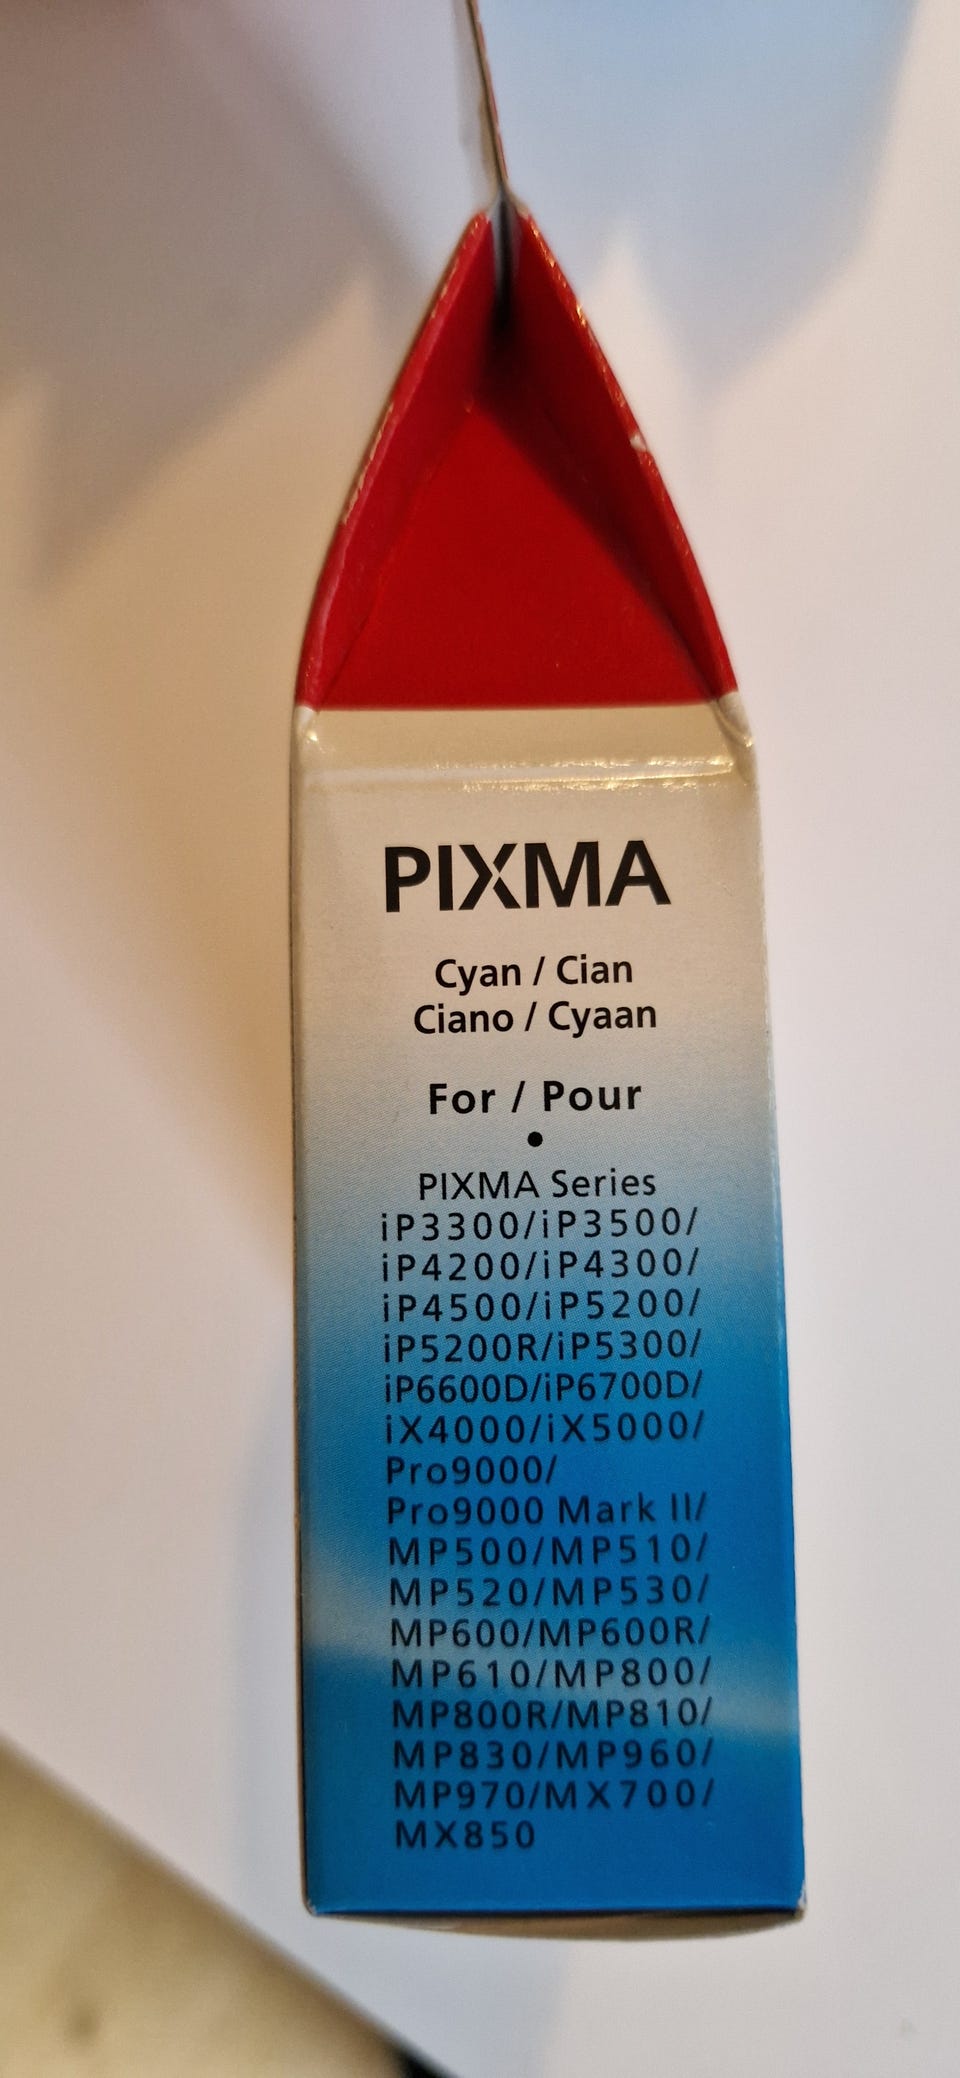 PIXMA
Cyan / Cian
Ciano / Cyaan
For / Pour
•
PIXMA Series
iP3300/iP3500/
iP4200/iP4300/
iP4500/iP5200/
iP5200R/iP5300/
iP6600D/iP6700D/
iX4000/iX5000/
Pro9000/
Pro9000 Mark II/
MP500/MP510/
MP520/MP530/
MP600/MP600R/
MP610/MP800/
MP800R/MP810/
MP830/MP960/
MP970/MX700/
MX850